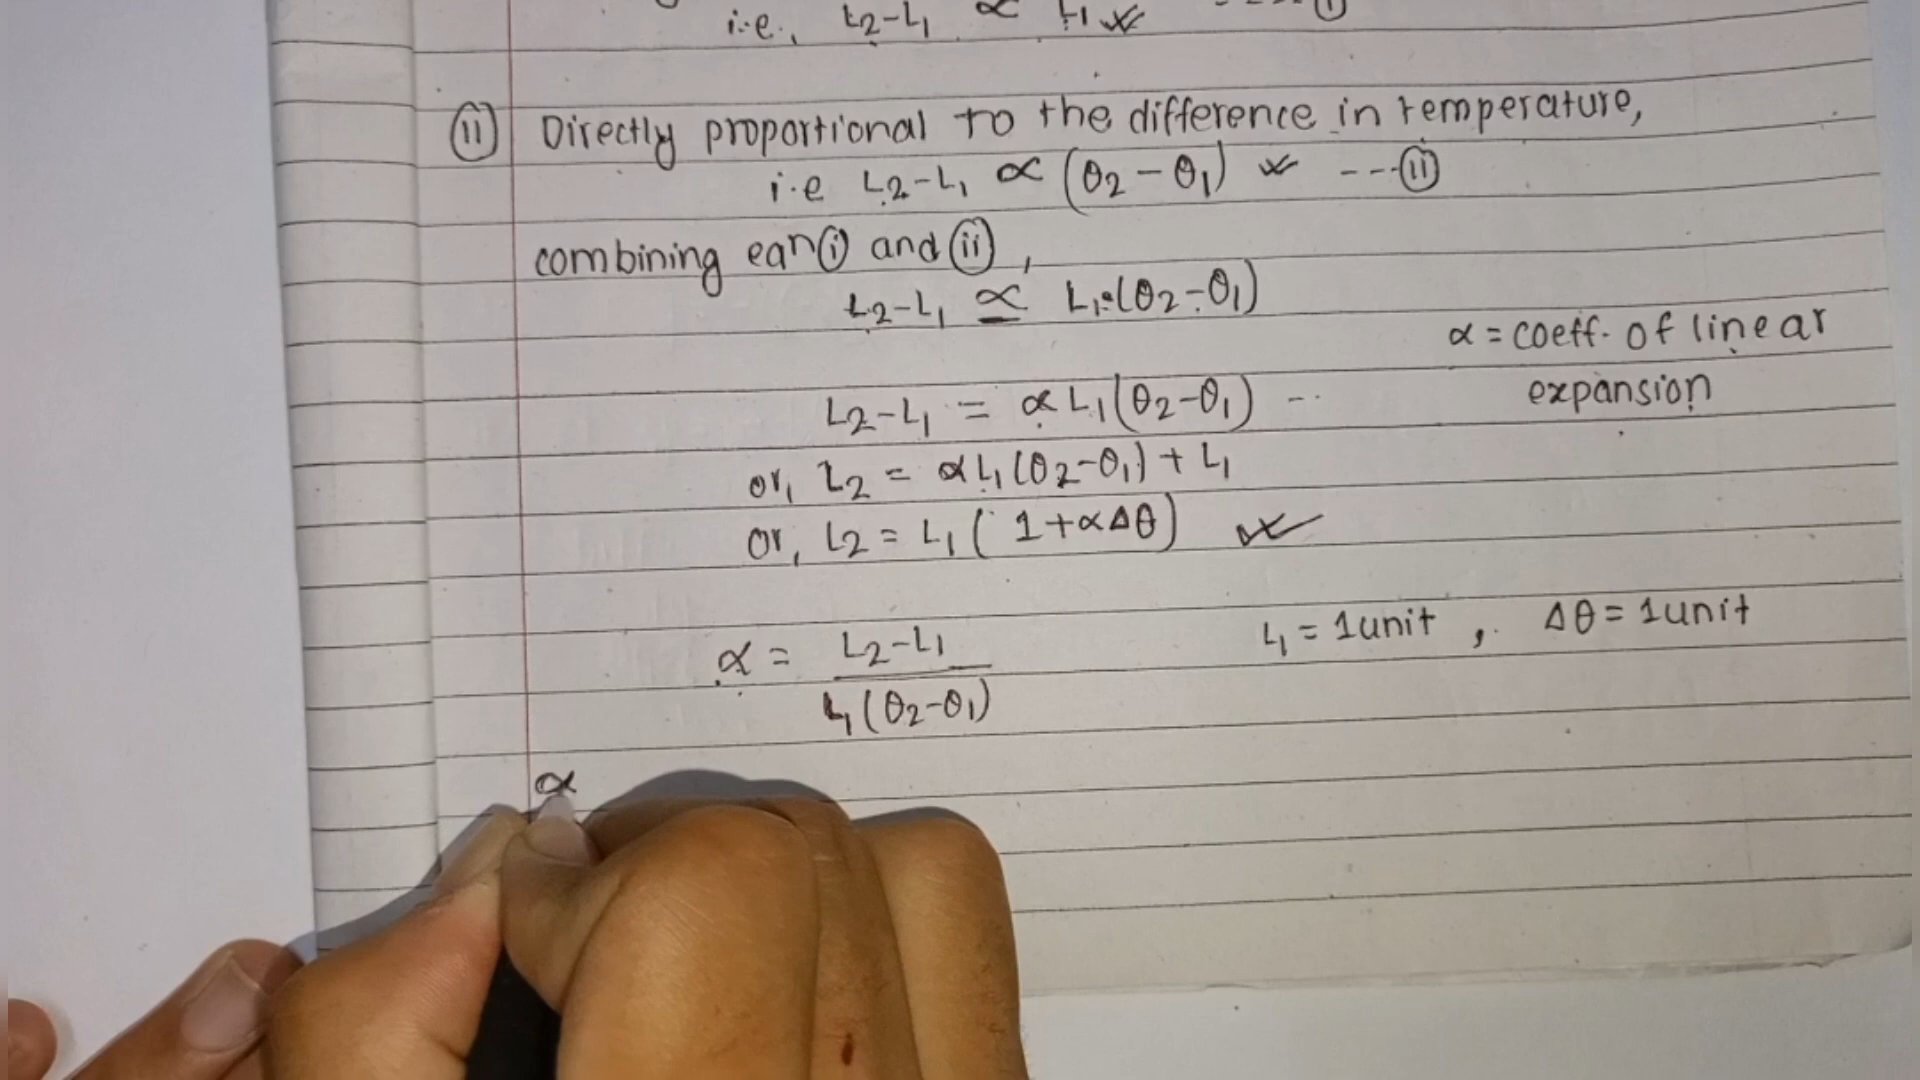 i.e., L2-L1 ∝ L1 ---(i)
(ii) Directly proportional to the difference in temperature,
i.e L2-L1 ∝ (θ2-θ1) ---(ii)
combining eqn (i) and (ii),
L2-L1 ∝ L1.(θ2-θ1)
α = coeff. of linear
expansion
L2-L1 = αL1(θ2-θ1) --
or, L2 = αL1(θ2-θ1)+L1
or, L2 = L1(1+αΔθ)
L1 = 1unit, Δθ = 1unit
α = L2-L1
L1(θ2-θ1)
α